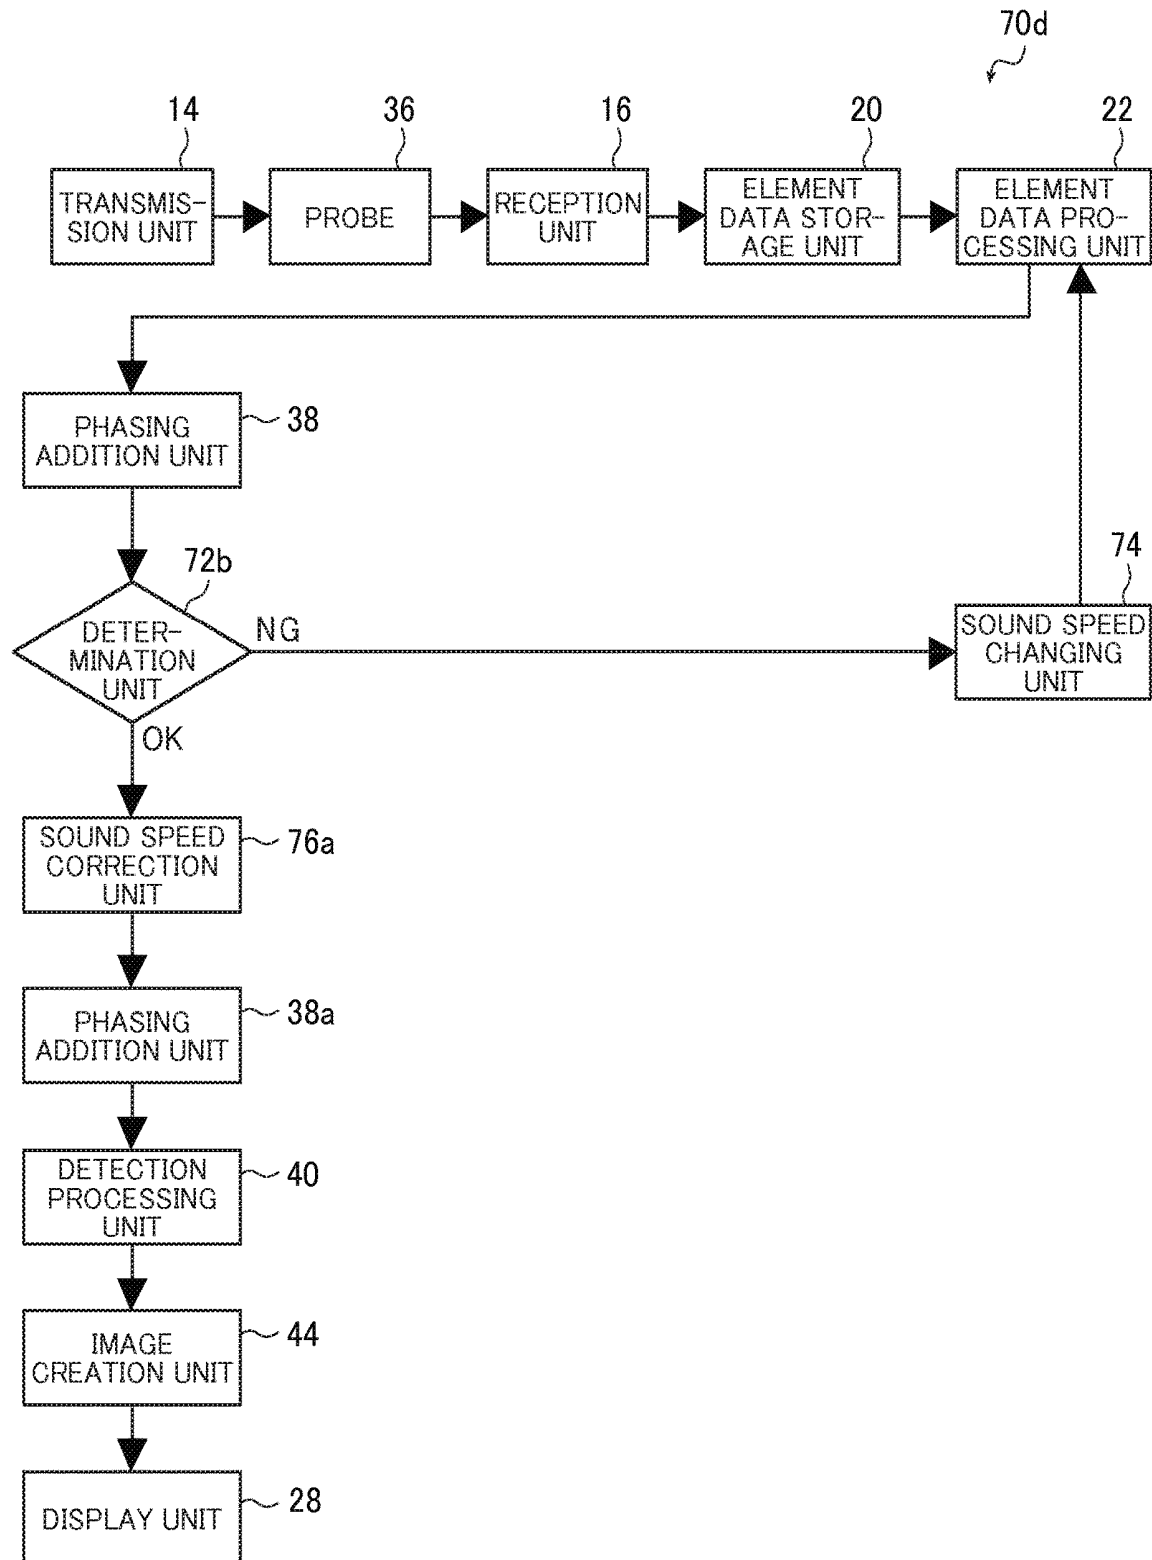 70d
14
36
16
20
22
TRANSMIS-
SION UNIT
PROBE
RECEPTION
UNIT
ELEMENT
DATA STOR-
AGE UNIT
ELEMENT
DATA PRO-
CESSING UNIT
PHASING
ADDITION UNIT
38
72b
DETER-
MINATION
UNIT
NG
OK
74
SOUND SPEED
CHANGING
UNIT
SOUND SPEED
CORRECTION
UNIT
76a
PHASING
ADDITION UNIT
38a
DETECTION
PROCESSING
UNIT
40
IMAGE
CREATION UNIT
44
DISPLAY UNIT
28